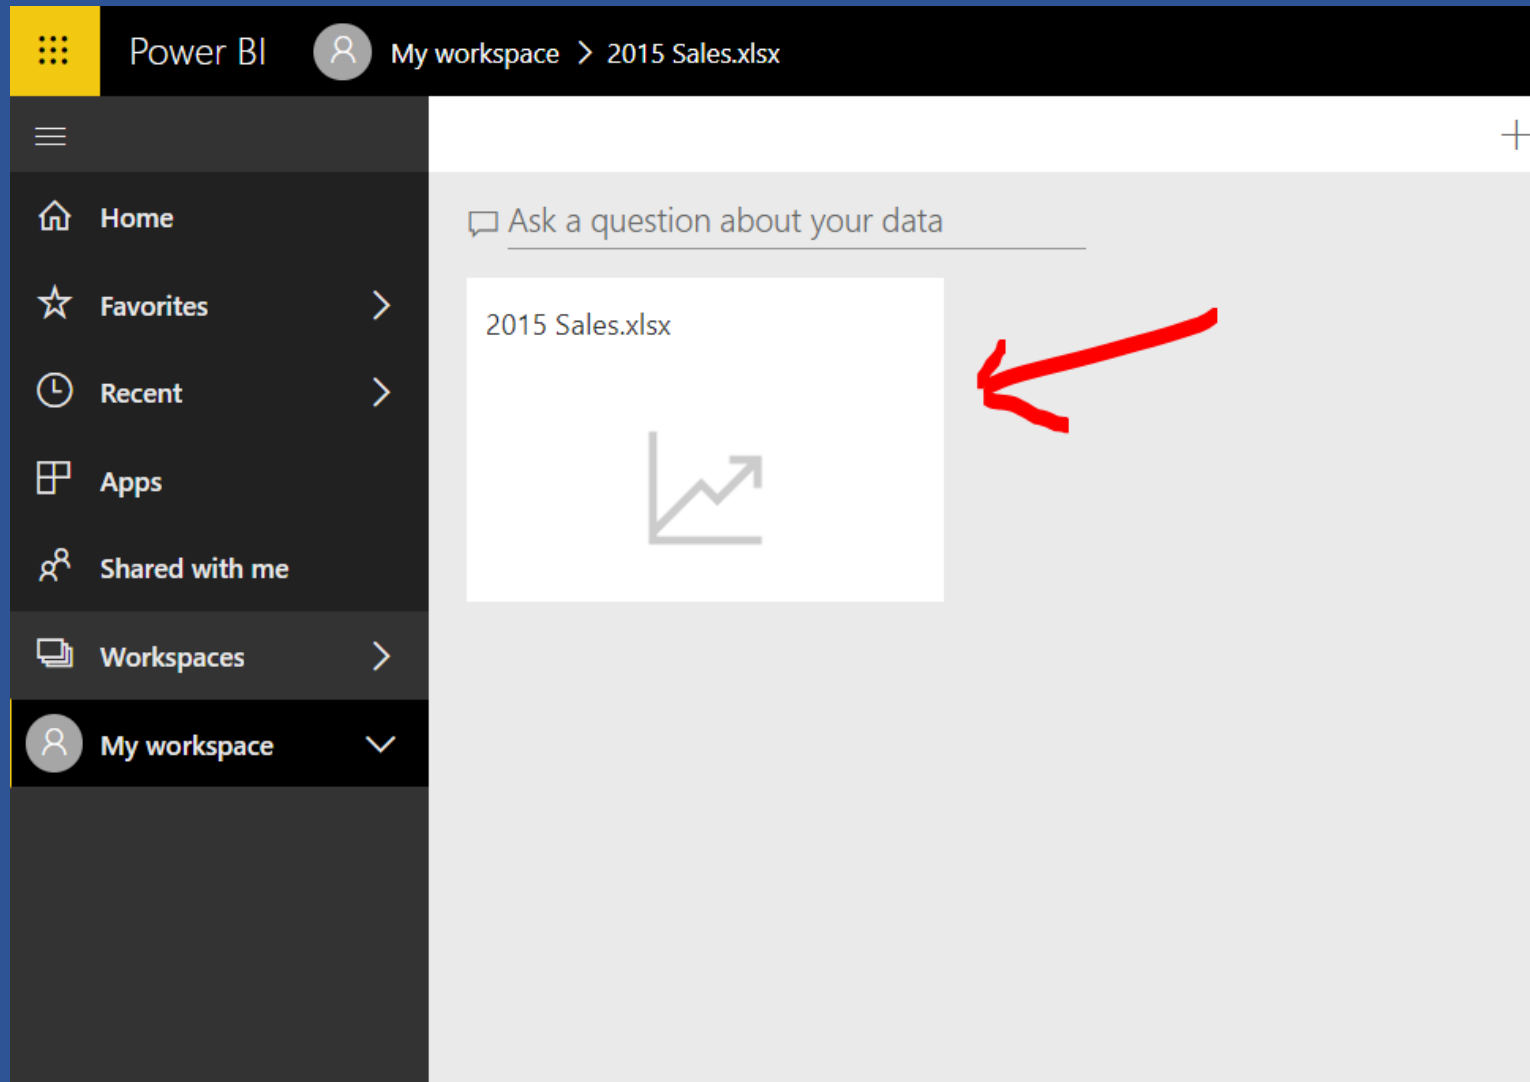 Power BI
My workspace > 2015 Sales.xlsx
Home
Favorites
Recent
Apps
Shared with me
Workspaces
My workspace
Ask a question about your data
2015 Sales.xlsx